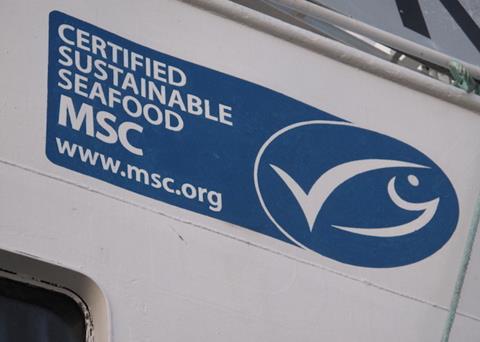 CERTIFIED
SUSTAINABLE
SEAFOOD
MSC
www.msc.org